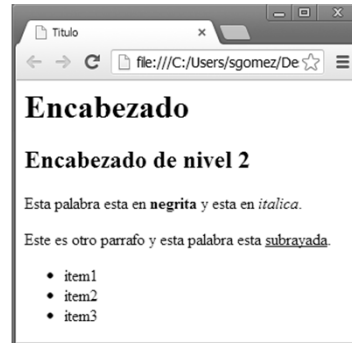 Titulo
file:///C:/Users/sgomez/De
Encabezado
Encabezado de nivel 2
Esta palabra esta en negrita y esta en italica.
Este es otro parrafo y esta palabra esta subrayada.
item1
item2
item3